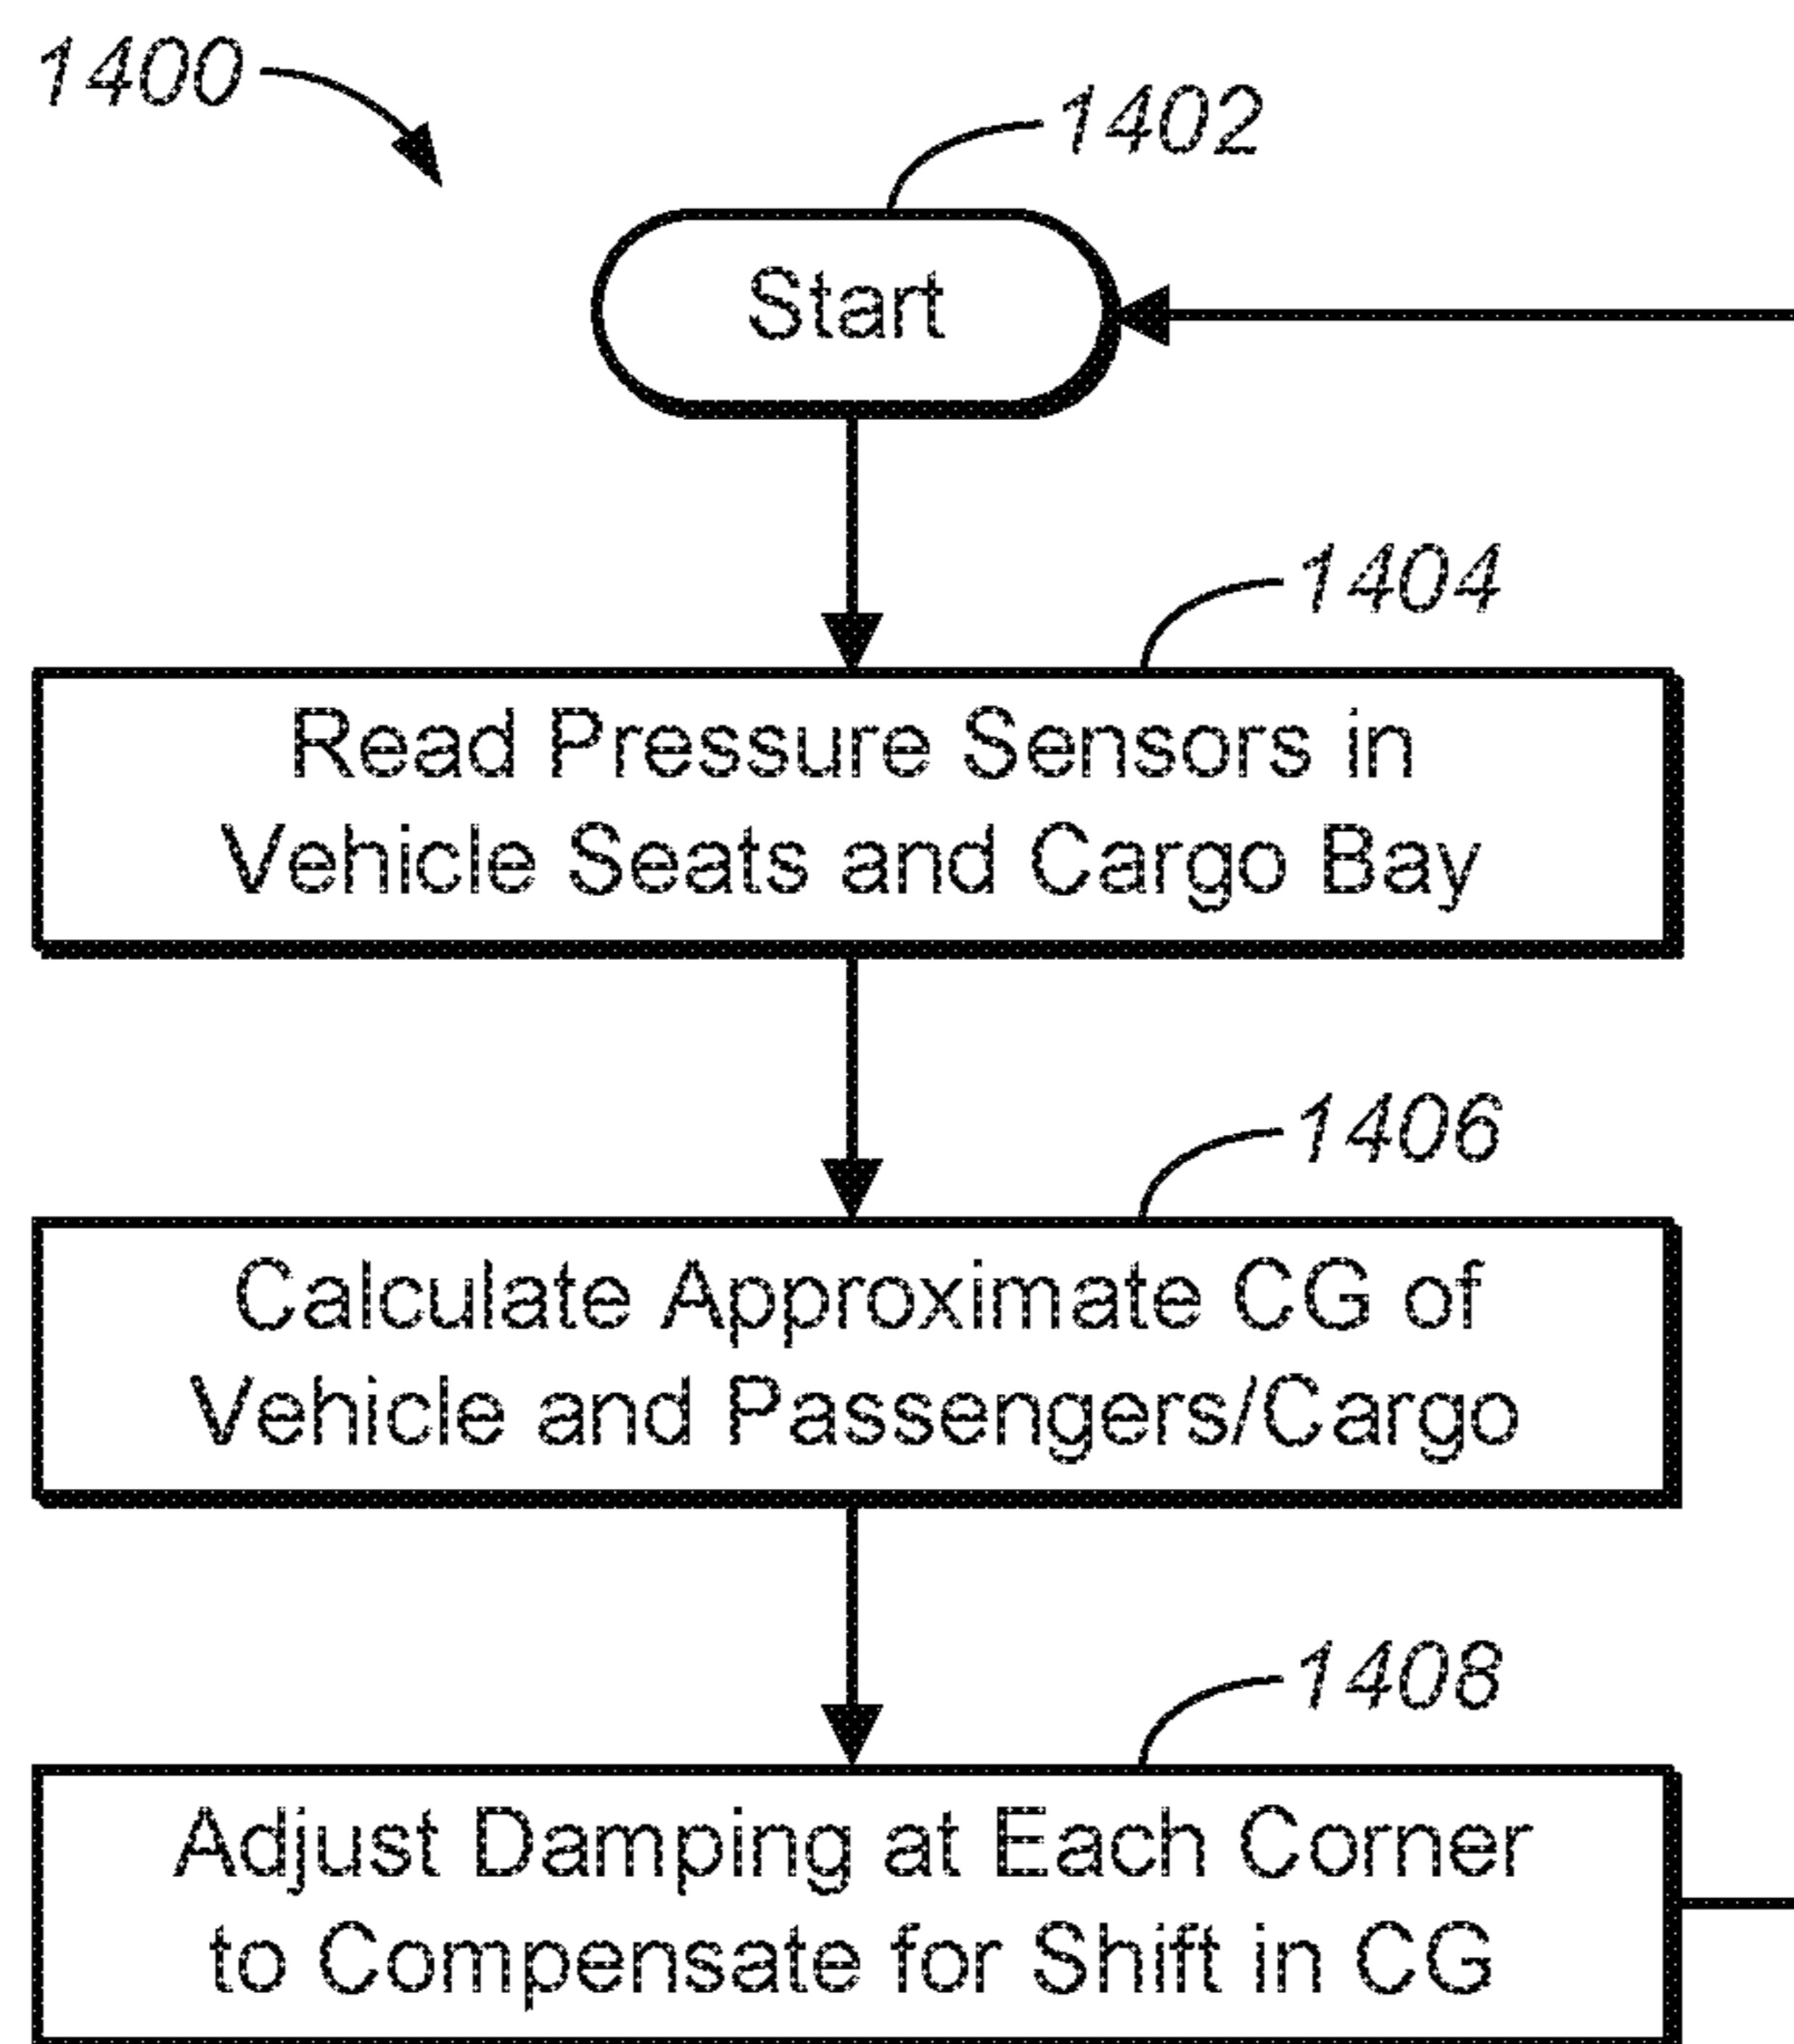 1400
1402
Start
1404
Read Pressure Sensors in
Vehicle Seats and Cargo Bay
1406
Calculate Approximate CG of
Vehicle and Passengers/Cargo
1408
Adjust Damping at Each Corner
to Compensate for Shift in CG